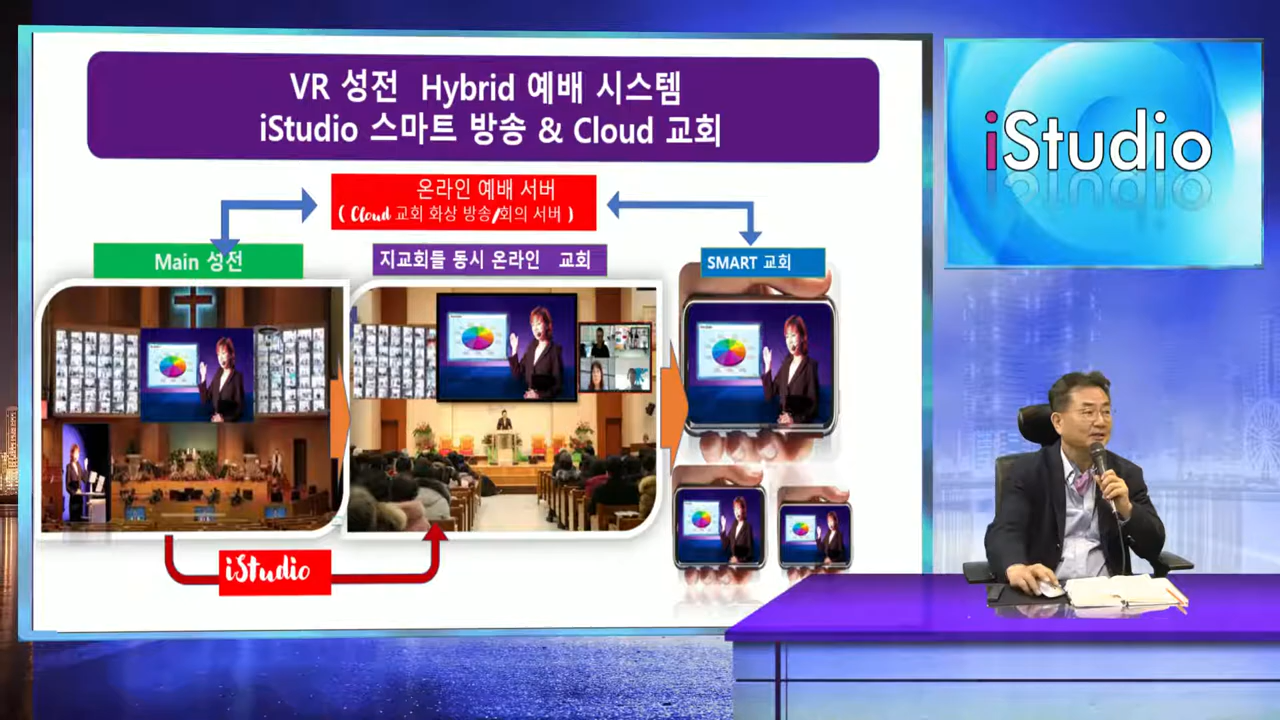 VR 성전 Hybrid 예배 시스템
iStudio 스마트 방송 & Cloud 교회
온라인 예배 서버
( Cloud 교회 화상 방송/회의 서버 )
Main 성전
지교회들 동시 온라인 교회
SMART 교회
iStudio
iStudio